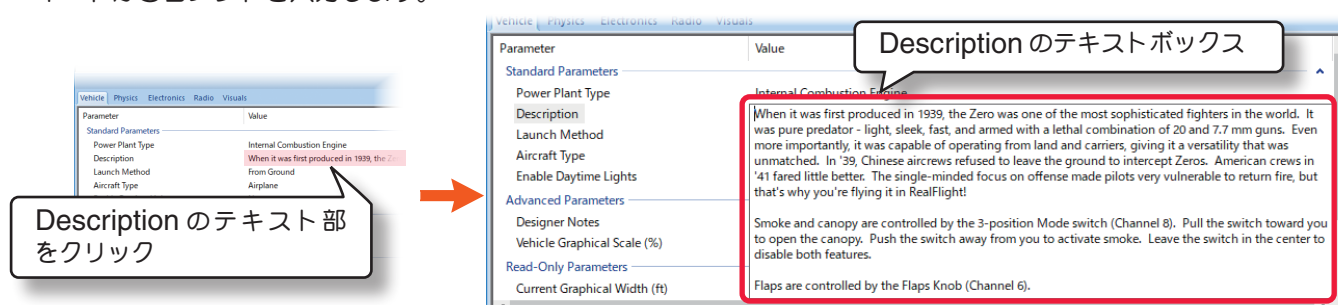 Vehicle Physics Electronics Radio Visuals
Parameter Value
Standard Parameters
Power Plant Type Internal Combustion Engine
Description When it was first produced in 1939, the
Launch Method From Ground
Aircraft Type Airplane
Description のテキスト部
をクリック
Vehicle Physics Electronics Radio Visuals
Parameter Value
Description のテキストボックス
Standard Parameters
Power Plant Type Internal Combustion Engine
Description
Launch Method
Aircraft Type
Enable Daytime Lights
Advanced Parameters
Designer Notes
Vehicle Graphical Scale (%)
Read-Only Parameters
Current Graphical Width (ft)
When it was first produced in 1939, the Zero was one of the most sophisticated fighters in the world. It
was pure predator - light, sleek, fast, and armed with a lethal combination of 20 and 7.7 mm guns. Even
more importantly, it was capable of operating from land and carriers, giving it a versatility that was
unmatched. In '39, Chinese aircrews refused to leave the ground to intercept Zeros. American crews in
'41 fared little better. The single-minded focus on offense made pilots very vulnerable to return fire, but
that's why you're flying it in RealFlight!
Smoke and canopy are controlled by the 3-position Mode switch (Channel 8). Pull the switch toward you
to open the canopy. Push the switch away from you to activate smoke. Leave the switch in the center to
disable both features.
Flaps are controlled by the Flaps Knob (Channel 6).